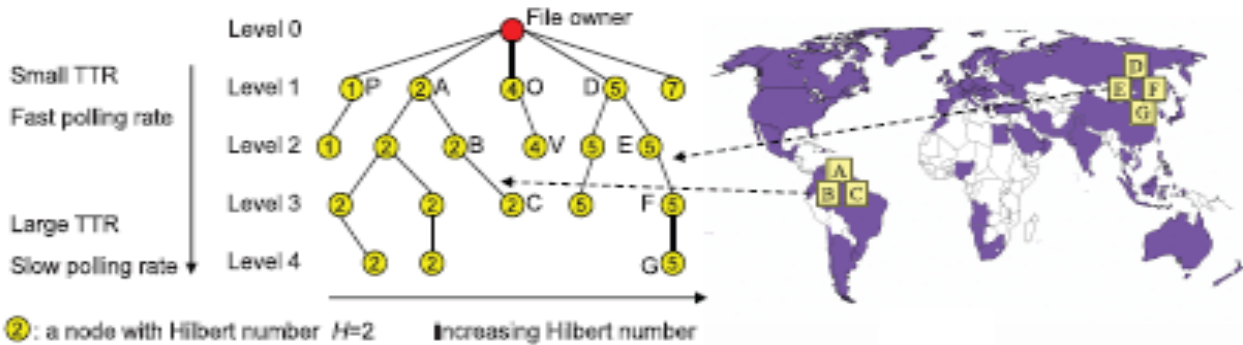 Level 0
File owner
Small TTR
Fast polling rate
Level 1
1 P 2 A 4 O D 5 7
Level 2
1 2 2 B 4 V 5 E 5
Level 3
2 2 2 C 5 F 5
Large TTR
Slow polling rate
Level 4
2 2 G 5
D
E F
G
A
B C
2 : a node with Hilbert number H=2
Increasing Hilbert number